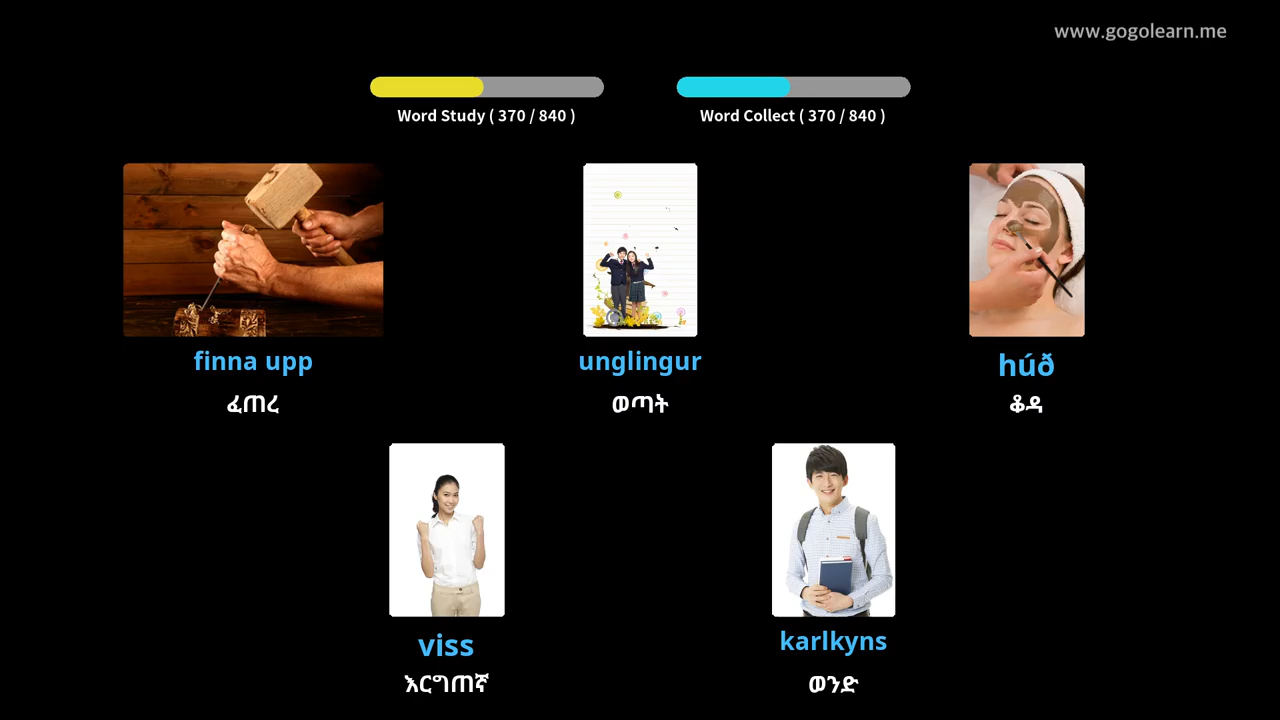 www.gogolearn.me
Word Study ( 370 / 840 )
Word Collect ( 370 / 840 )
finna upp
unglingur
húð
ፈጠረ
ወጣት
ቆዳ
viss
karlkyns
እርግጠኛ
ወንድ